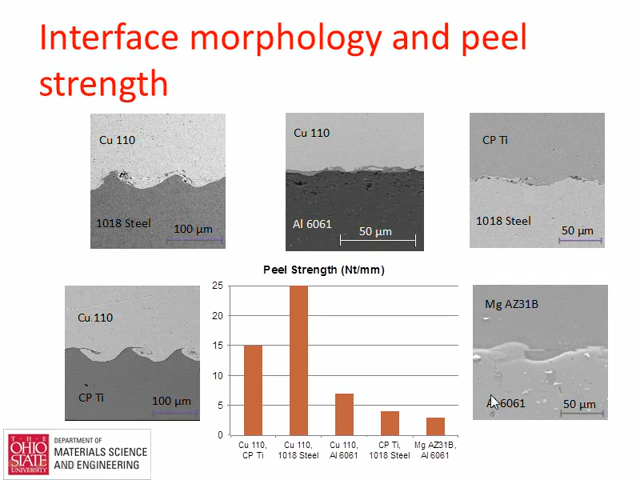 Interface morphology and peel
strength
Cu 110
1018 Steel
100 µm
Cu 110
Al 6061
50 µm
CP Ti
1018 Steel
50 µm
Cu 110
CP Ti
100 µm
Peel Strength (Nt/mm)
25
20
15
10
5
0
Cu 110,
CP Ti
Cu 110,
1018 Steel
Cu 110,
Al 6061
CP Ti,
1018 Steel
Mg AZ31B,
Al 6061
Mg AZ31B
Al 6061
50 µm
THE
OHIO
STATE
UNIVERSITY
DEPARTMENT OF
MATERIALS SCIENCE
AND ENGINEERING